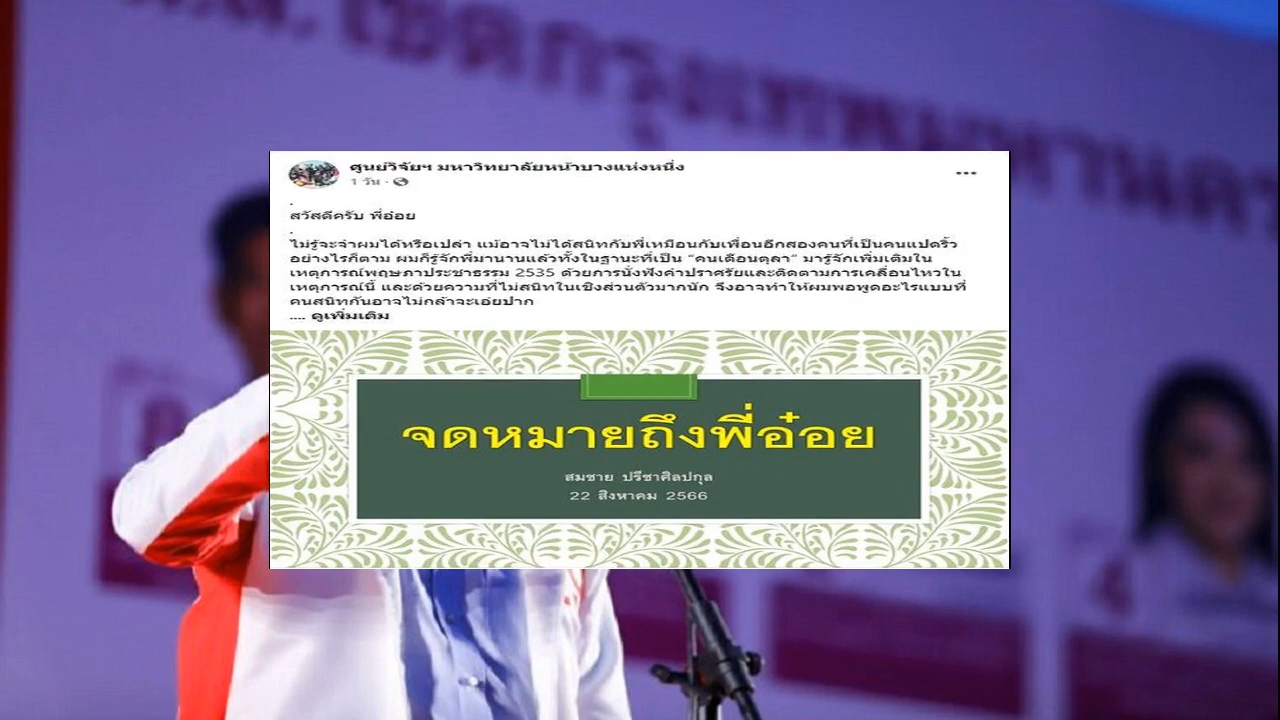 ส. เขตกรุงเทพมหานคร
ศูนย์วิจัยฯ มหาวิทยาลัยหน้าบางแห่งหนึ่ง
1 วัน ·
.
สวัสดีครับ พี่อ๋อย
.
ไม่รู้จะจำผมได้หรือเปล่า แม้อาจไม่ได้สนิทกับพี่เหมือนกับเพื่อนอีกสองคนที่เป็นคนแปดริ้ว
อย่างไรก็ตาม ผมก็รู้จักพี่มานานแล้วทั้งในฐานะที่เป็น “คนเดือนตุลา” มารู้จักเพิ่มเติมใน
เหตุการณ์พฤษภาประชาธรรม 2535 ด้วยการนั่งฟังคำปราศรัยและติดตามการเคลื่อนไหวใน
เหตุการณ์นี้ และด้วยความที่ไม่สนิทในเชิงส่วนตัวมากนัก จึงอาจทำให้ผมพอพูดอะไรแบบที่
คนสนิทกันอาจไม่กล้าจะเอ่ยปาก
.... ดูเพิ่มเติม
จดหมายถึงพี่อ๋อย
สมชาย ปรีชาศิลปกุล
22 สิงหาคม 2566
4